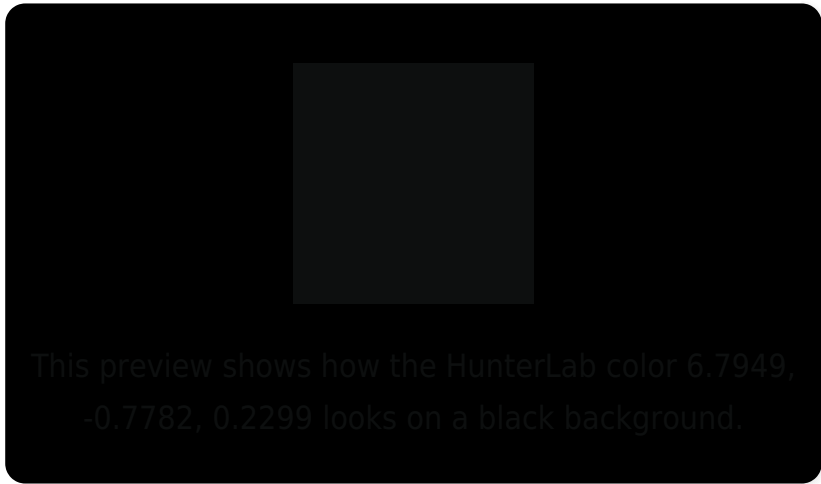 This preview shows how the HunterLab color 6.7949,
-0.7782, 0.2299 looks on a black background.